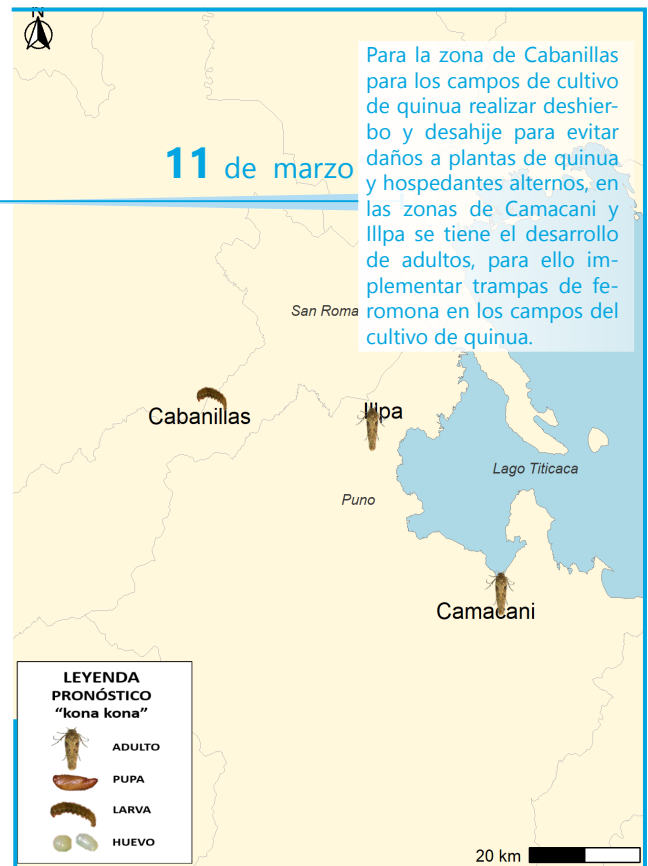 N
Para la zona de Cabanillas
para los campos de cultivo
de quinua realizar deshier-
bo y desahije para evitar
daños a plantas de quinua
y hospedantes alternos, en
las zonas de Camacani y
Illpa se tiene el desarrollo
de adultos, para ello im-
plementar trampas de fe-
romona en los campos del
cultivo de quinua.
11 de marzo
San Roma
Cabanillas
Illpa
Lago Titicaca
Puno
Camacani
LEYENDA
PRONÓSTICO
“kona kona”
ADULTO
PUPA
LARVA
HUEVO
20 km